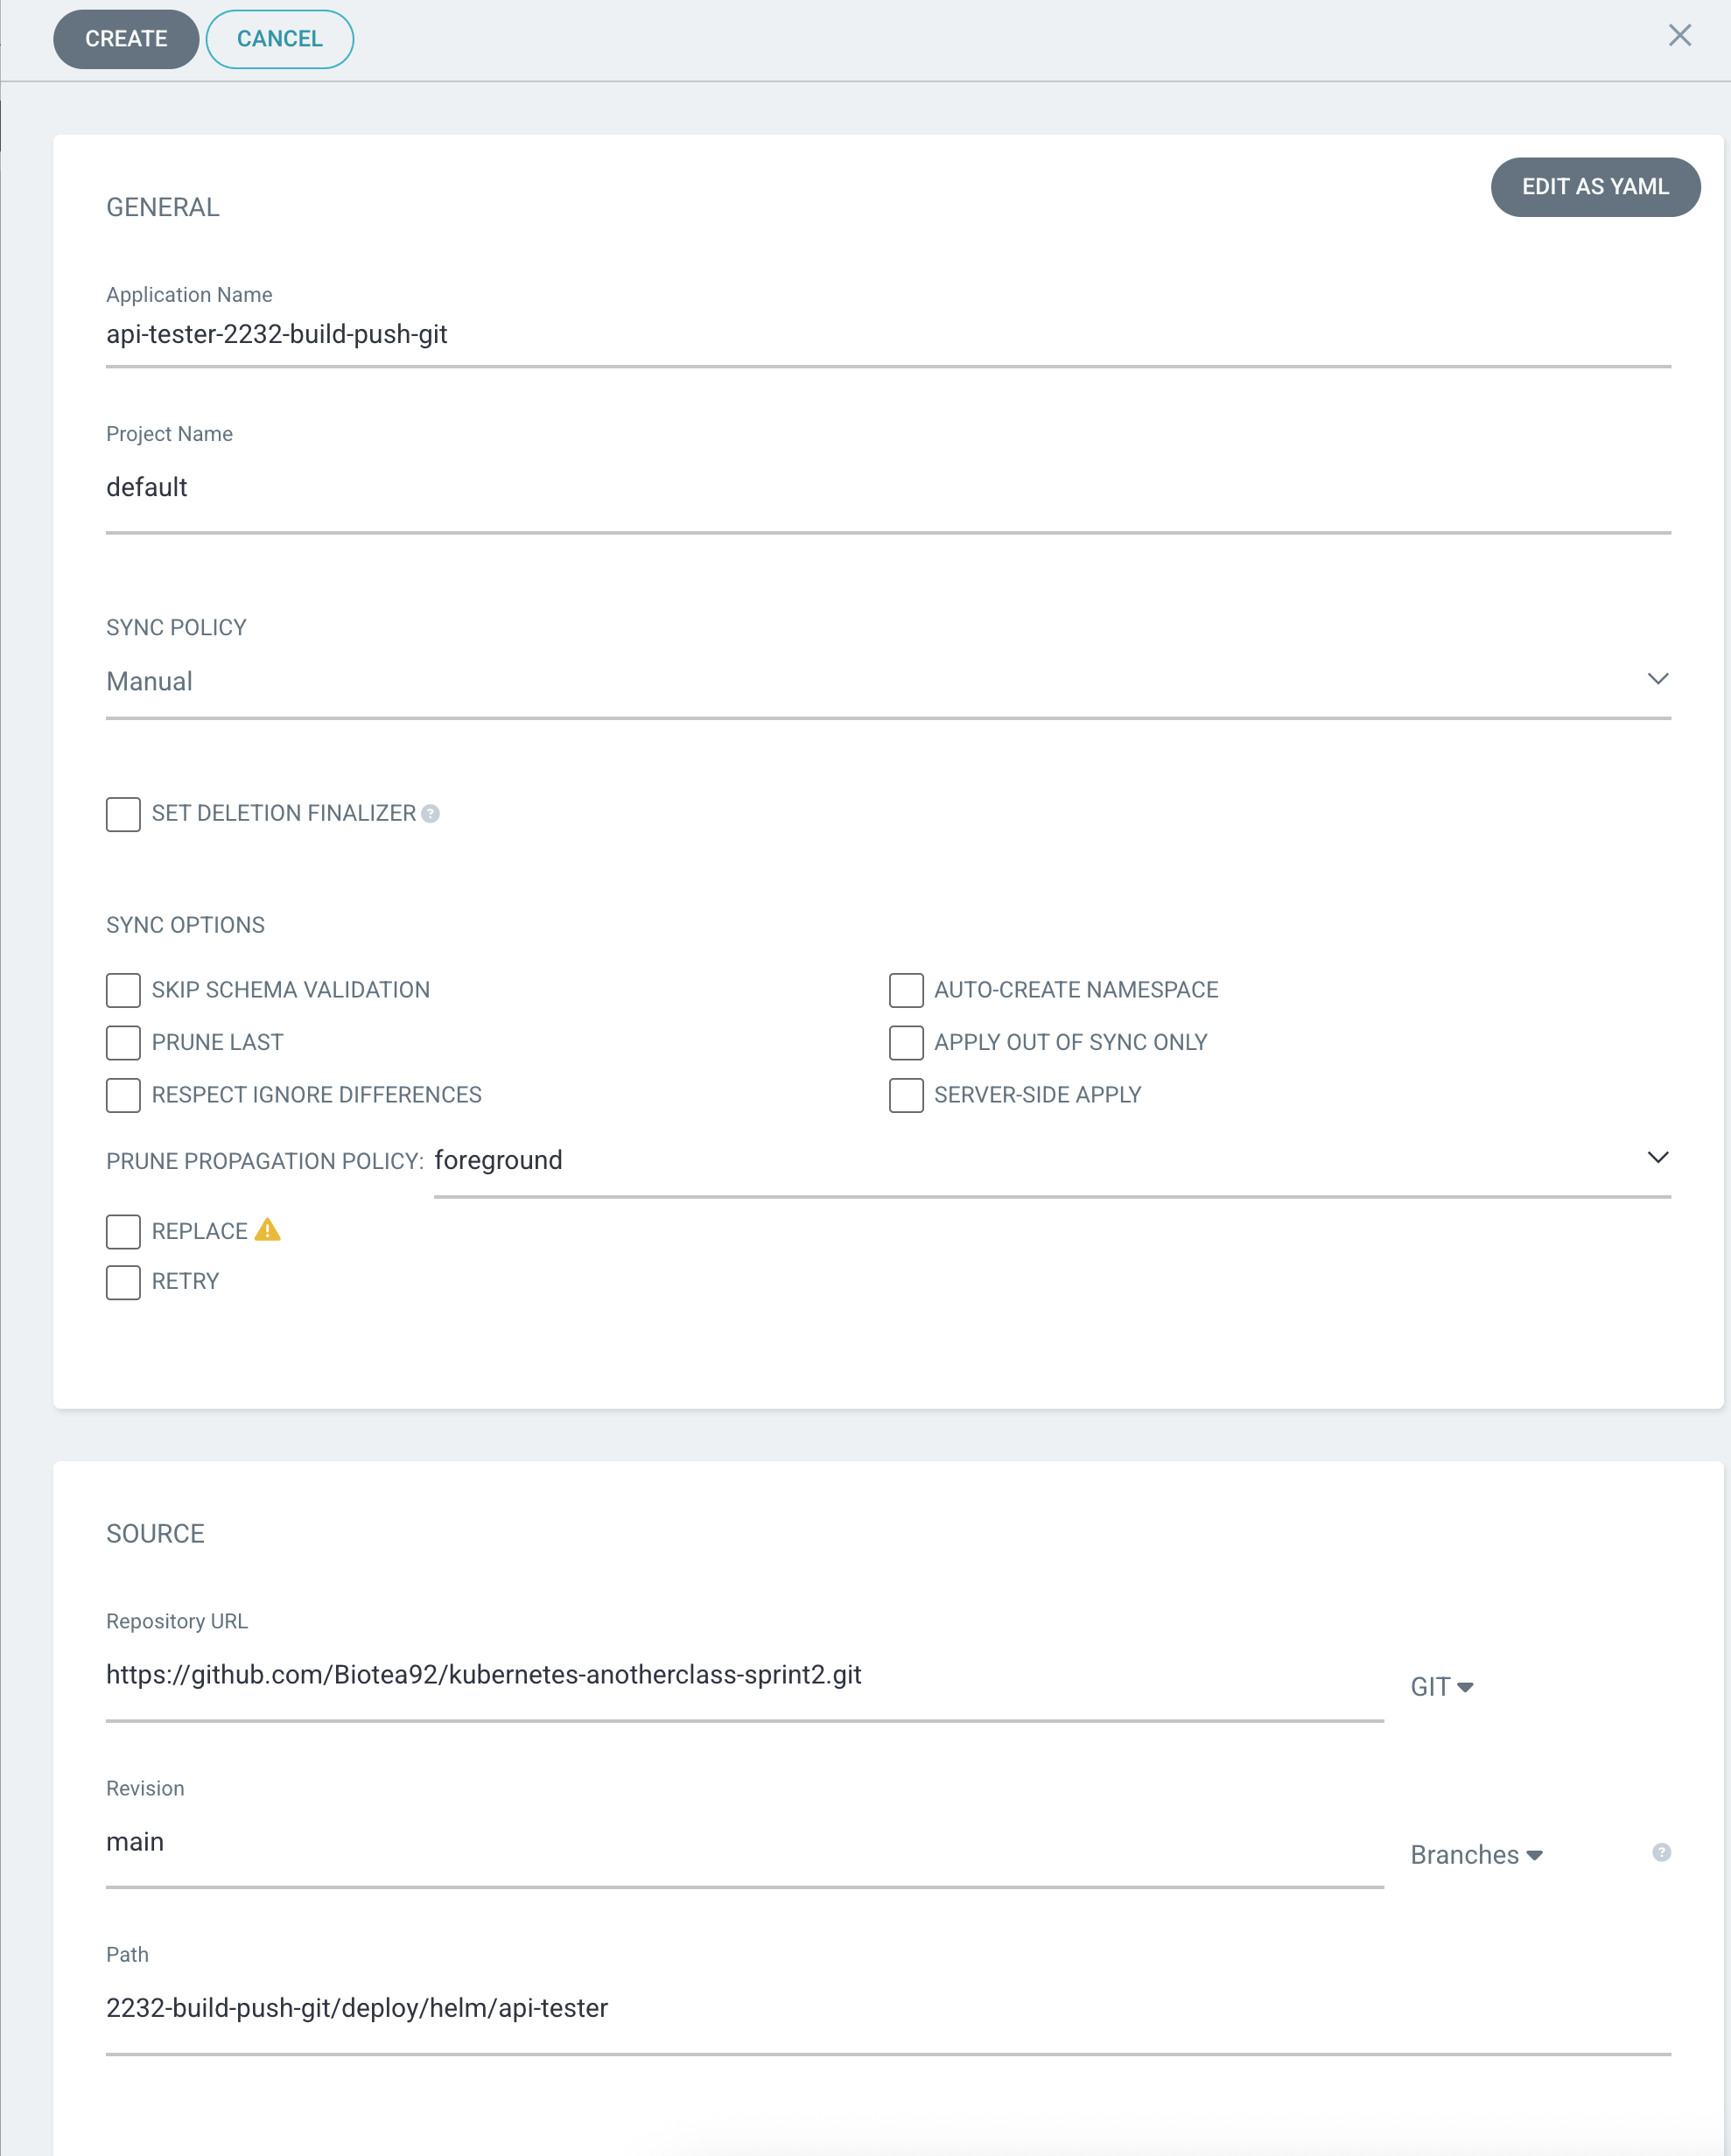 CREATE CANCEL
GENERAL
EDIT AS YAML
Application Name
api-tester-2232-build-push-git
Project Name
default
SYNC POLICY
Manual
SET DELETION FINALIZER ?
SYNC OPTIONS
SKIP SCHEMA VALIDATION
AUTO-CREATE NAMESPACE
PRUNE LAST
APPLY OUT OF SYNC ONLY
RESPECT IGNORE DIFFERENCES
SERVER-SIDE APPLY
PRUNE PROPAGATION POLICY: foreground
REPLACE
RETRY
SOURCE
Repository URL
https://github.com/Biotea92/kubernetes-anotherclass-sprint2.git
GIT
Revision
main
Branches
?
Path
2232-build-push-git/deploy/helm/api-tester